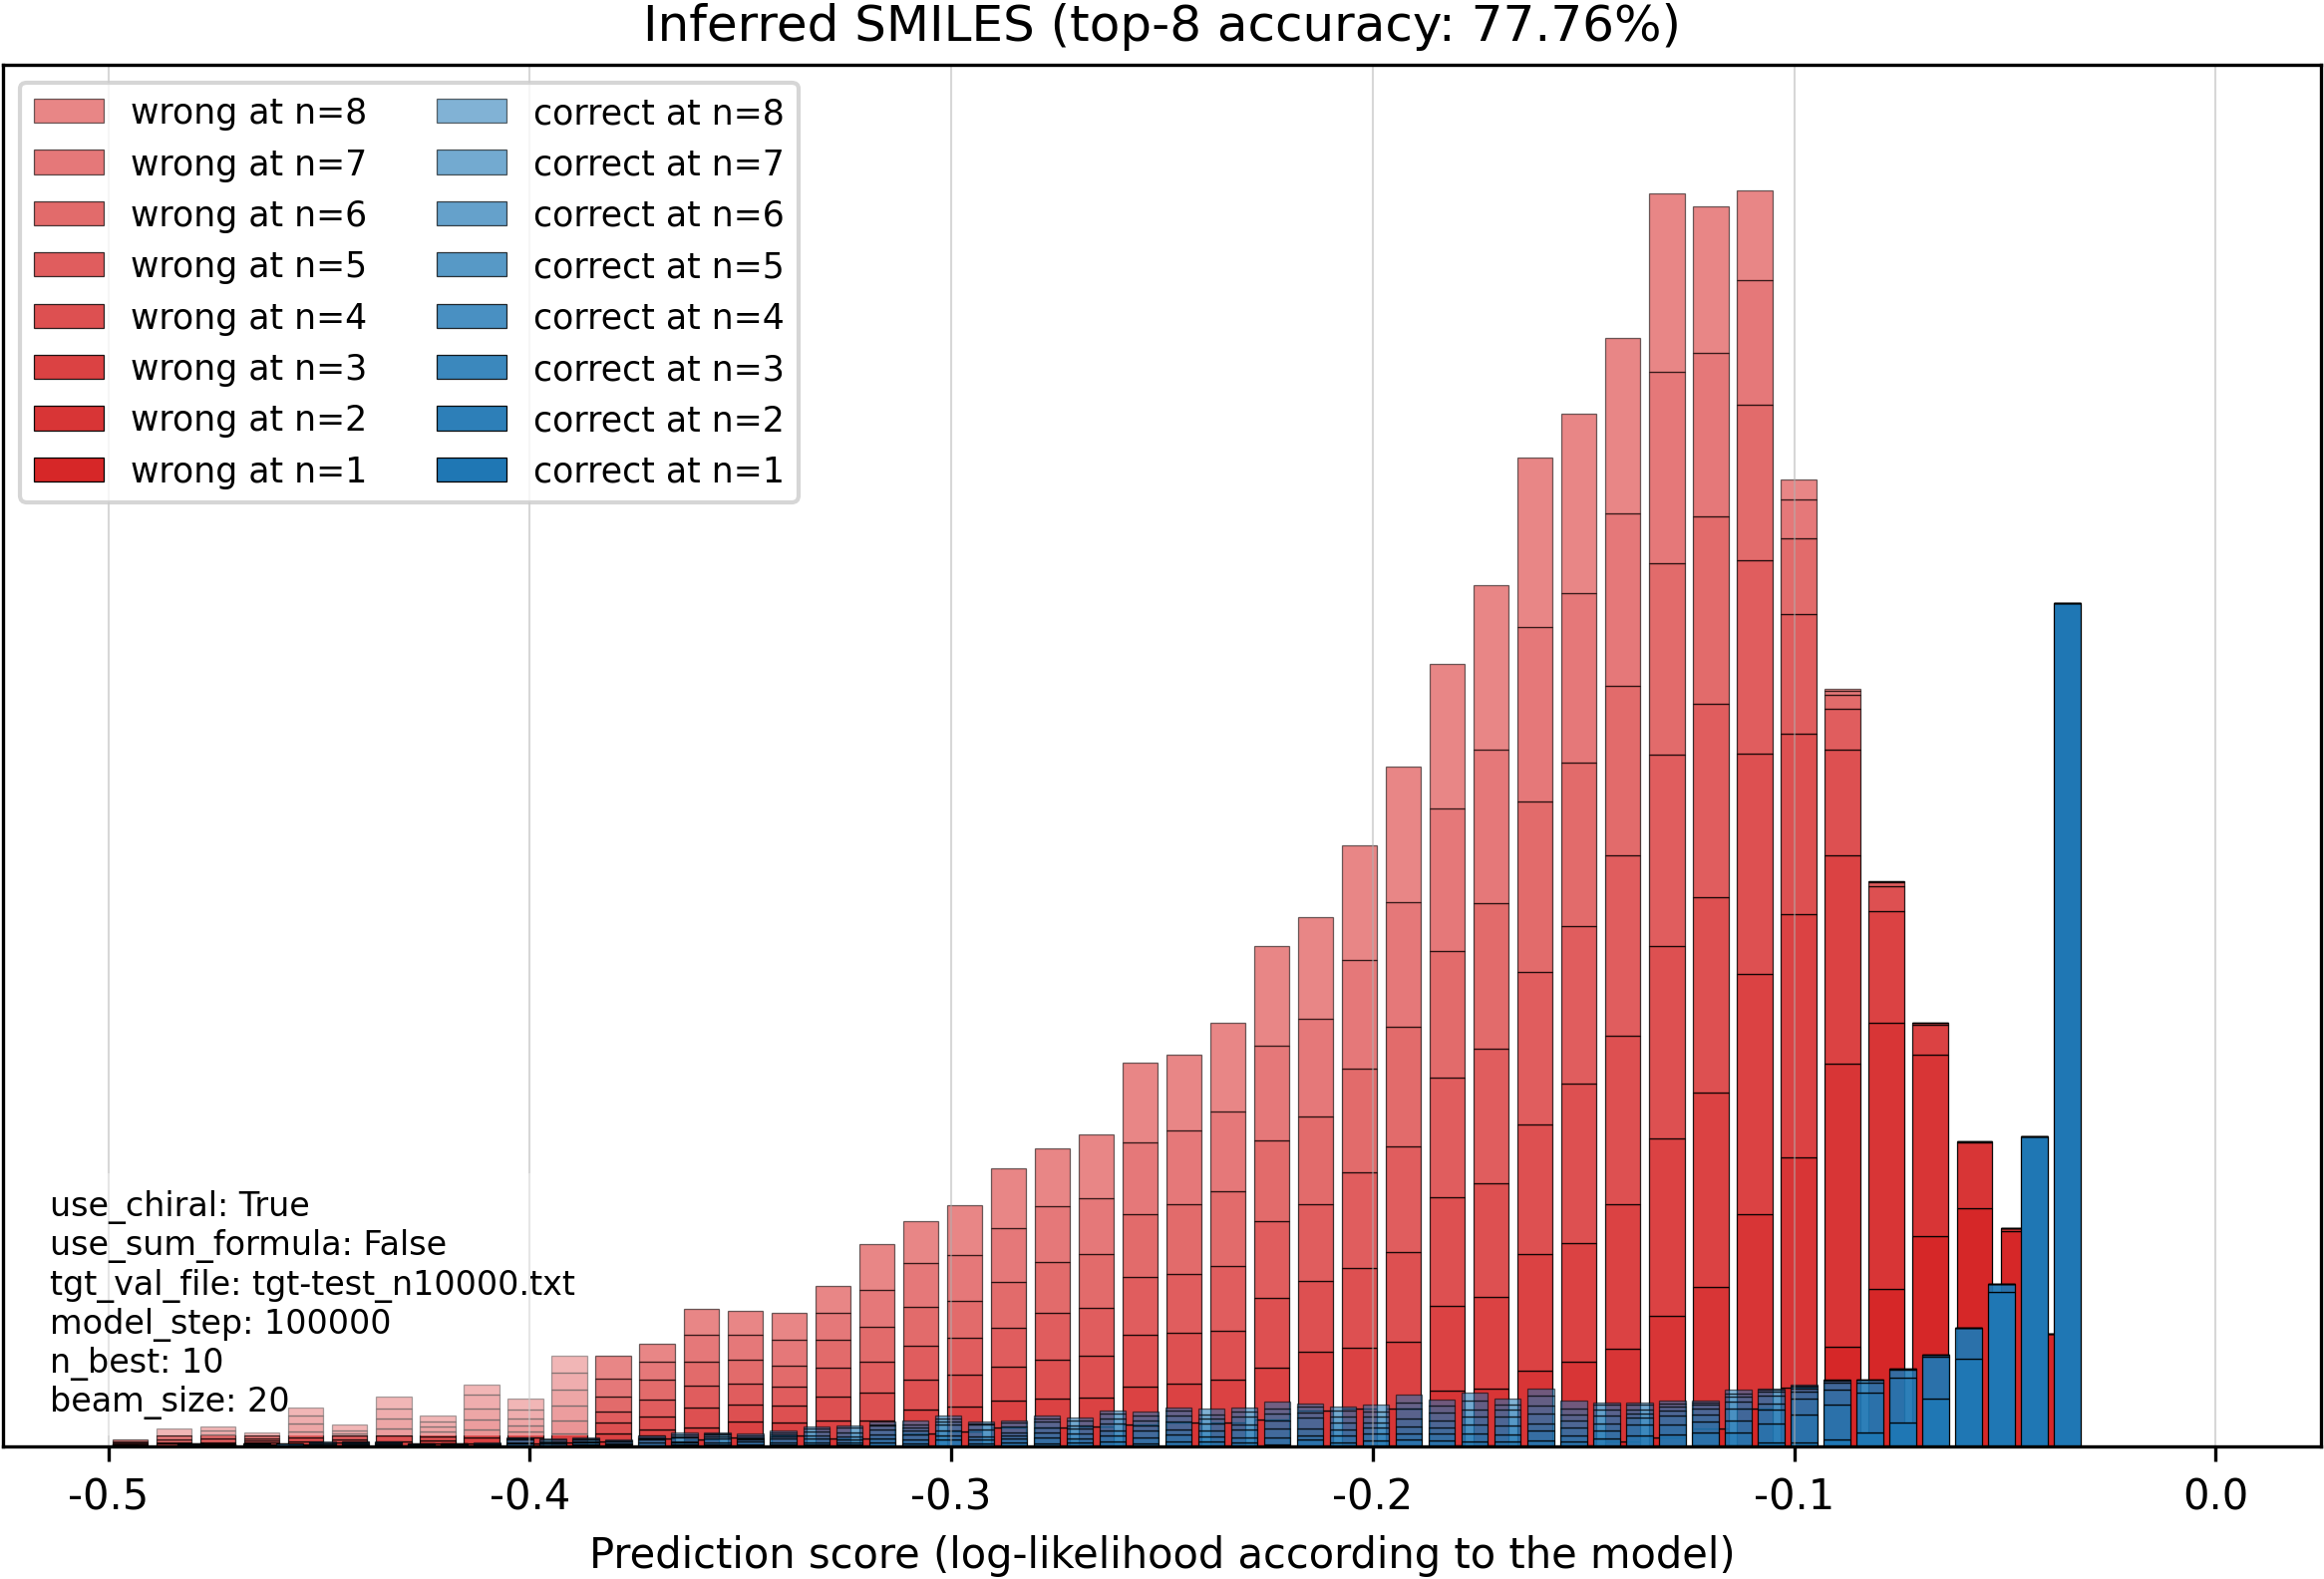 Inferred SMILES (top-8 accuracy: 77.76%)
wrong at n=8
wrong at n=7
wrong at n=6
wrong at n=5
wrong at n=4
wrong at n=3
wrong at n=2
wrong at n=1
correct at n=8
correct at n=7
correct at n=6
correct at n=5
correct at n=4
correct at n=3
correct at n=2
correct at n=1
use_chiral: True
use_sum_formula: False
tgt_val_file: tgt-test_n10000.txt
model_step: 100000
n_best: 10
beam_size: 20
-0.5 -0.4 -0.3 -0.2 -0.1 0.0
Prediction score (log-likelihood according to the model)